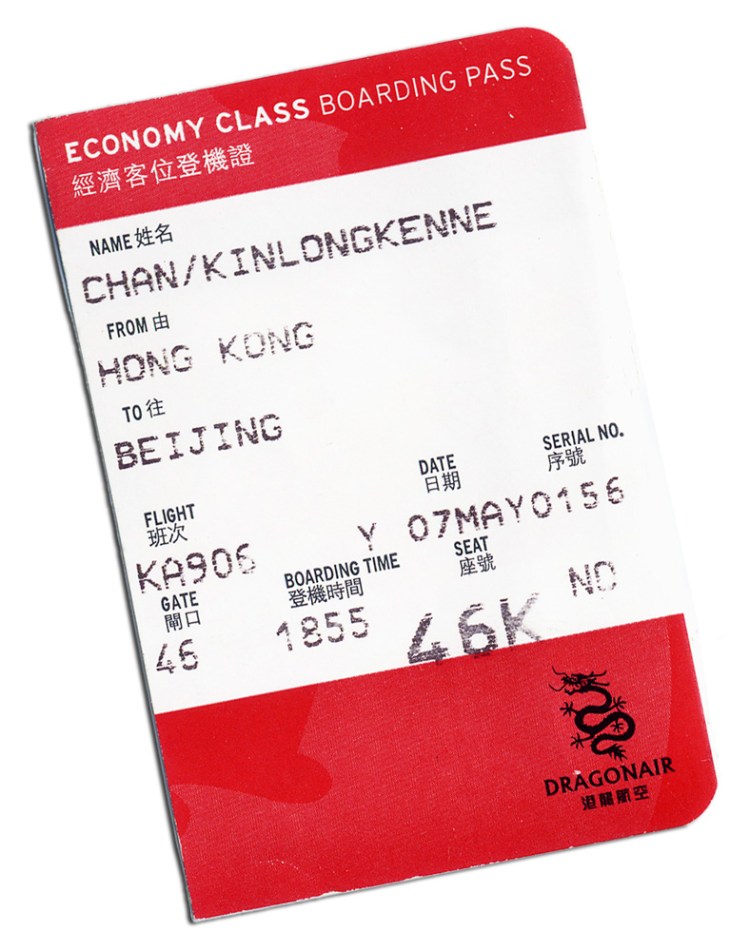 ECONOMY CLASS BOARDING PASS
經濟客位登機證
NAME 姓名
CHAN/KINLONGKENNE
FROM 由
HONG KONG
TO 往
BEIJING
FLIGHT
班次
DATE
日期
SERIAL NO.
序號
KA906 Y 07MAY0156
GATE
閘口
BOARDING TIME
登機時間
SEAT
座號
46 1855 46K NO
DRAGONAIR
港龍航空